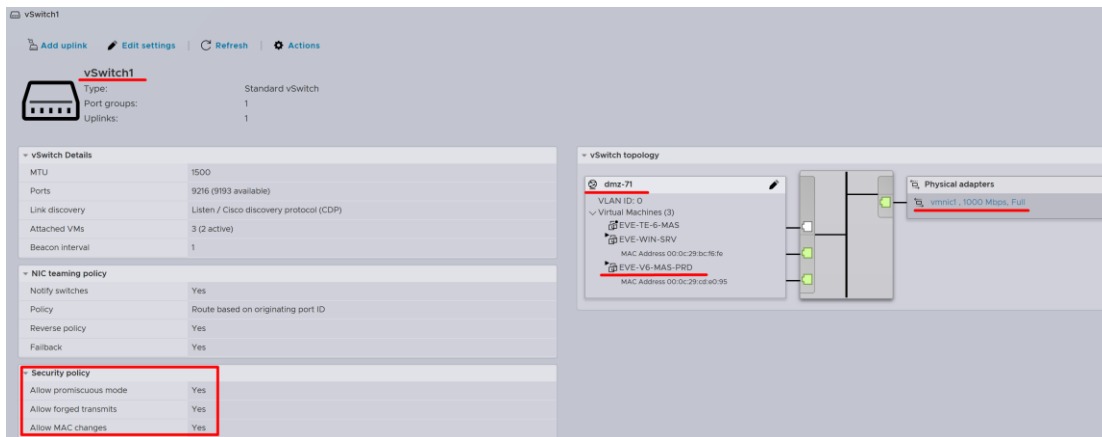 vSwitch1
Add uplink Edit settings Refresh Actions
vSwitch1
Type: Standard vSwitch
Port groups: 1
Uplinks: 1
vSwitch Details
MTU 1500
Ports 9216 (9193 available)
Link discovery Listen / Cisco discovery protocol (CDP)
Attached VMs 3 (2 active)
Beacon interval 1
NIC teaming policy
Notify switches Yes
Policy Route based on originating port ID
Reverse policy Yes
Failback Yes
Security policy
Allow promiscuous mode Yes
Allow forged transmits Yes
Allow MAC changes Yes
vSwitch topology
dmz-71
VLAN ID: 0
Virtual Machines (3)
EVE-TE-6-MAS
EVE-WIN-SRV
MAC Address 00:0c:29:bc:f6:fe
EVE-V6-MAS-PRD
MAC Address 00:0c:29:cd:e0:95
Physical adapters
vmnic1 , 1000 Mbps, Full